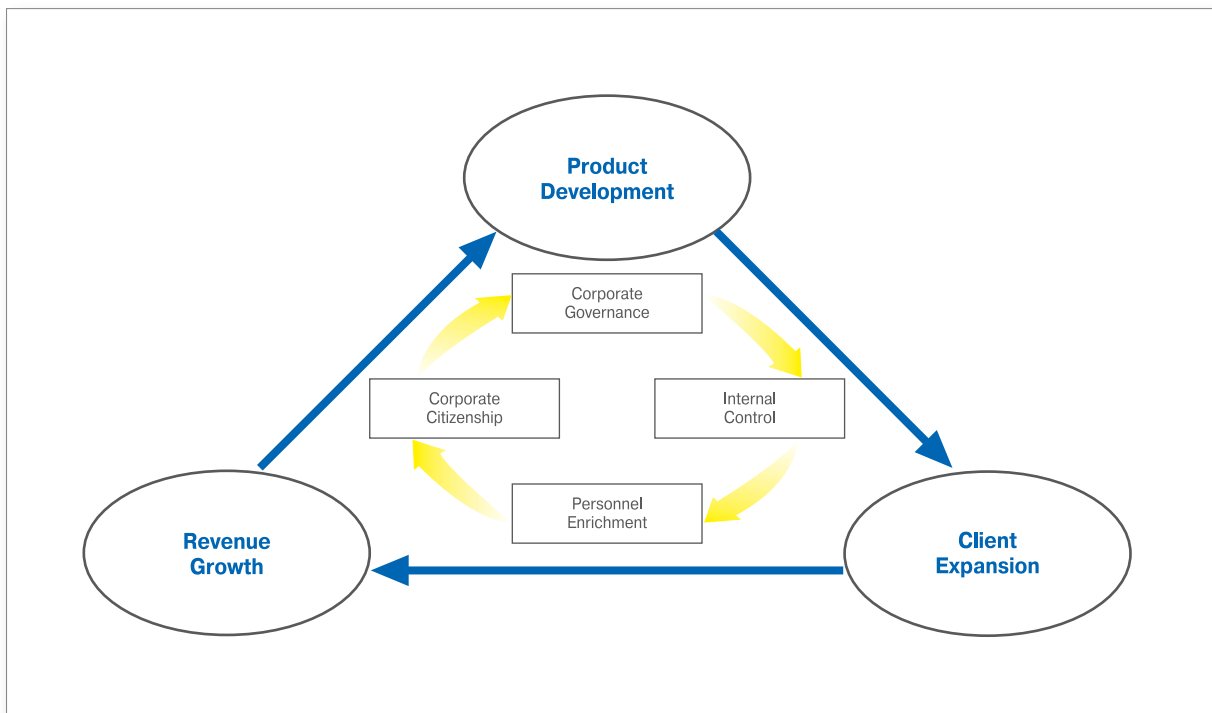 Product
Development
Corporate
Governance
Corporate
Citizenship
Internal
Control
Personnel
Enrichment
Revenue
Growth
Client
Expansion